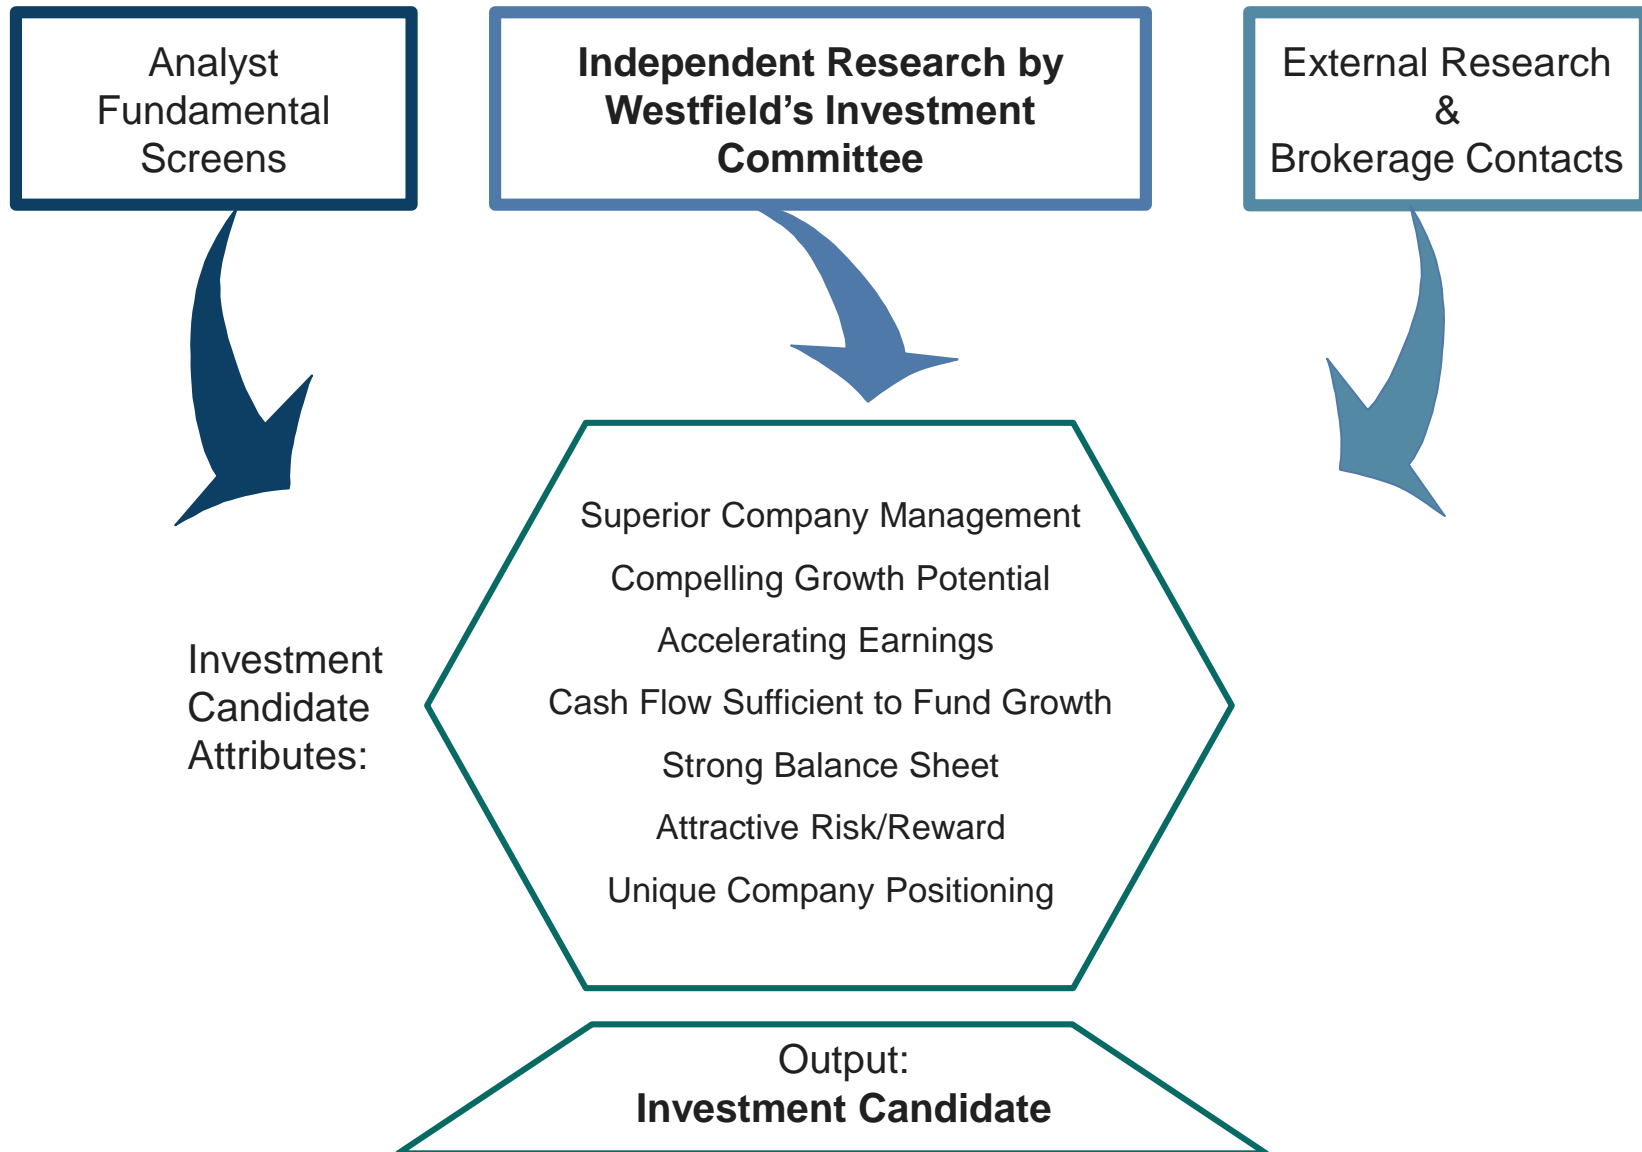 Analyst
Fundamental
Screens
Independent Research by
Westfield’s Investment
Committee
External Research
&
Brokerage Contacts
Superior Company Management
Compelling Growth Potential
Accelerating Earnings
Cash Flow Sufficient to Fund Growth
Strong Balance Sheet
Attractive Risk/Reward
Unique Company Positioning
Investment
Candidate
Attributes:
Output:
Investment Candidate